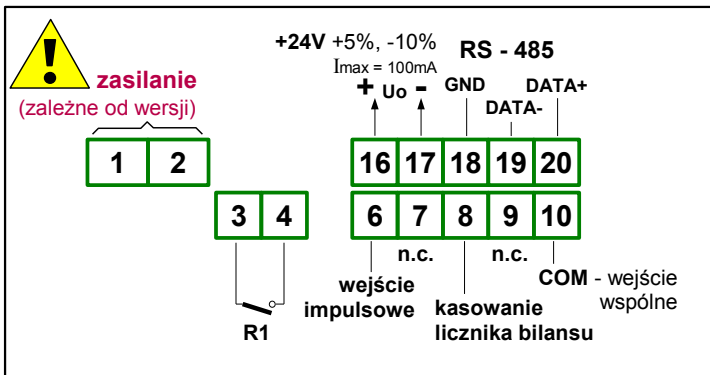 +24V +5%, -10%
Imax = 100mA
+ Uo -
RS - 485
GND
DATA-
DATA+
zasilanie
(zależne od wersji)
1 2
16 17 18 19 20
3 4
6 7 8 9 10
n.c.
n.c.
wejście
impulsowe
kasowanie
licznika bilansu
COM - wejście
wspólne
R1